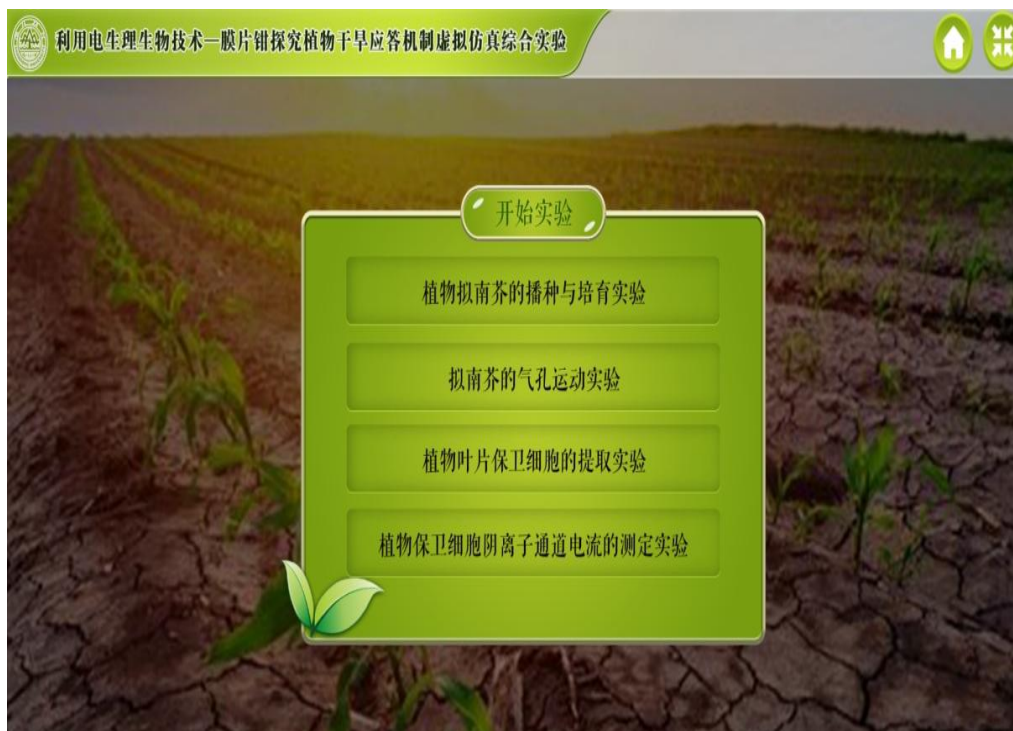 利用电生理生物技术—膜片钳探究植物干旱应答机制虚拟仿真综合实验
开始实验
植物拟南芥的播种与培育实验
拟南芥的气孔运动实验
植物叶片保卫细胞的提取实验
植物保卫细胞阴离子通道电流的测定实验